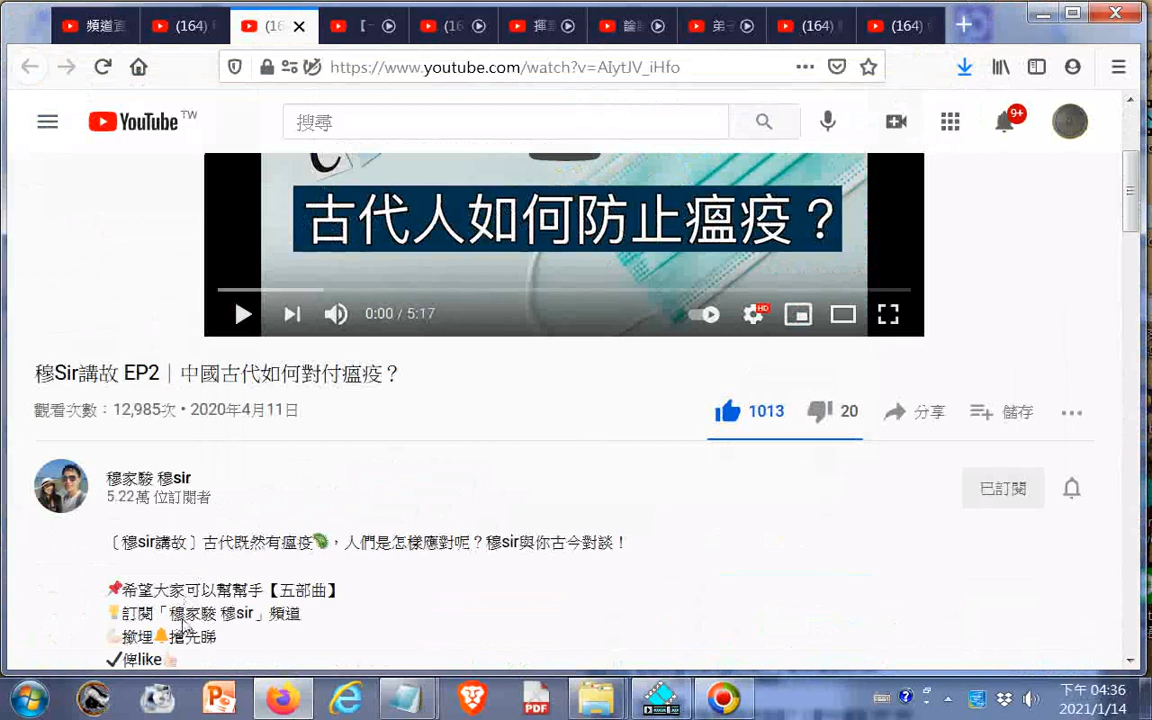 頻道
(164)
(16
(16
(164)
(164)
https://www.youtube.com/watch?v=AIytJV_iHfo
YouTube TW
搜尋
9+
古代人如何防止瘟疫？
0:00 / 5:17
HD
穆Sir講故 EP2｜中國古代如何對付瘟疫？
觀看次數：12,985次 • 2020年4月11日
1013
20
分享
儲存
穆家駿 穆sir
5.22萬 位訂閱者
已訂閱
〔穆sir講故〕古代既然有瘟疫🦠，人們是怎樣應對呢？穆sir與你古今對談！
📌希望大家可以幫幫手【五部曲】
訂閱「穆家駿 穆sir」頻道
撳埋🔔搶先睇
✔俾like👍
PDF
下午 04:36
2021/1/14